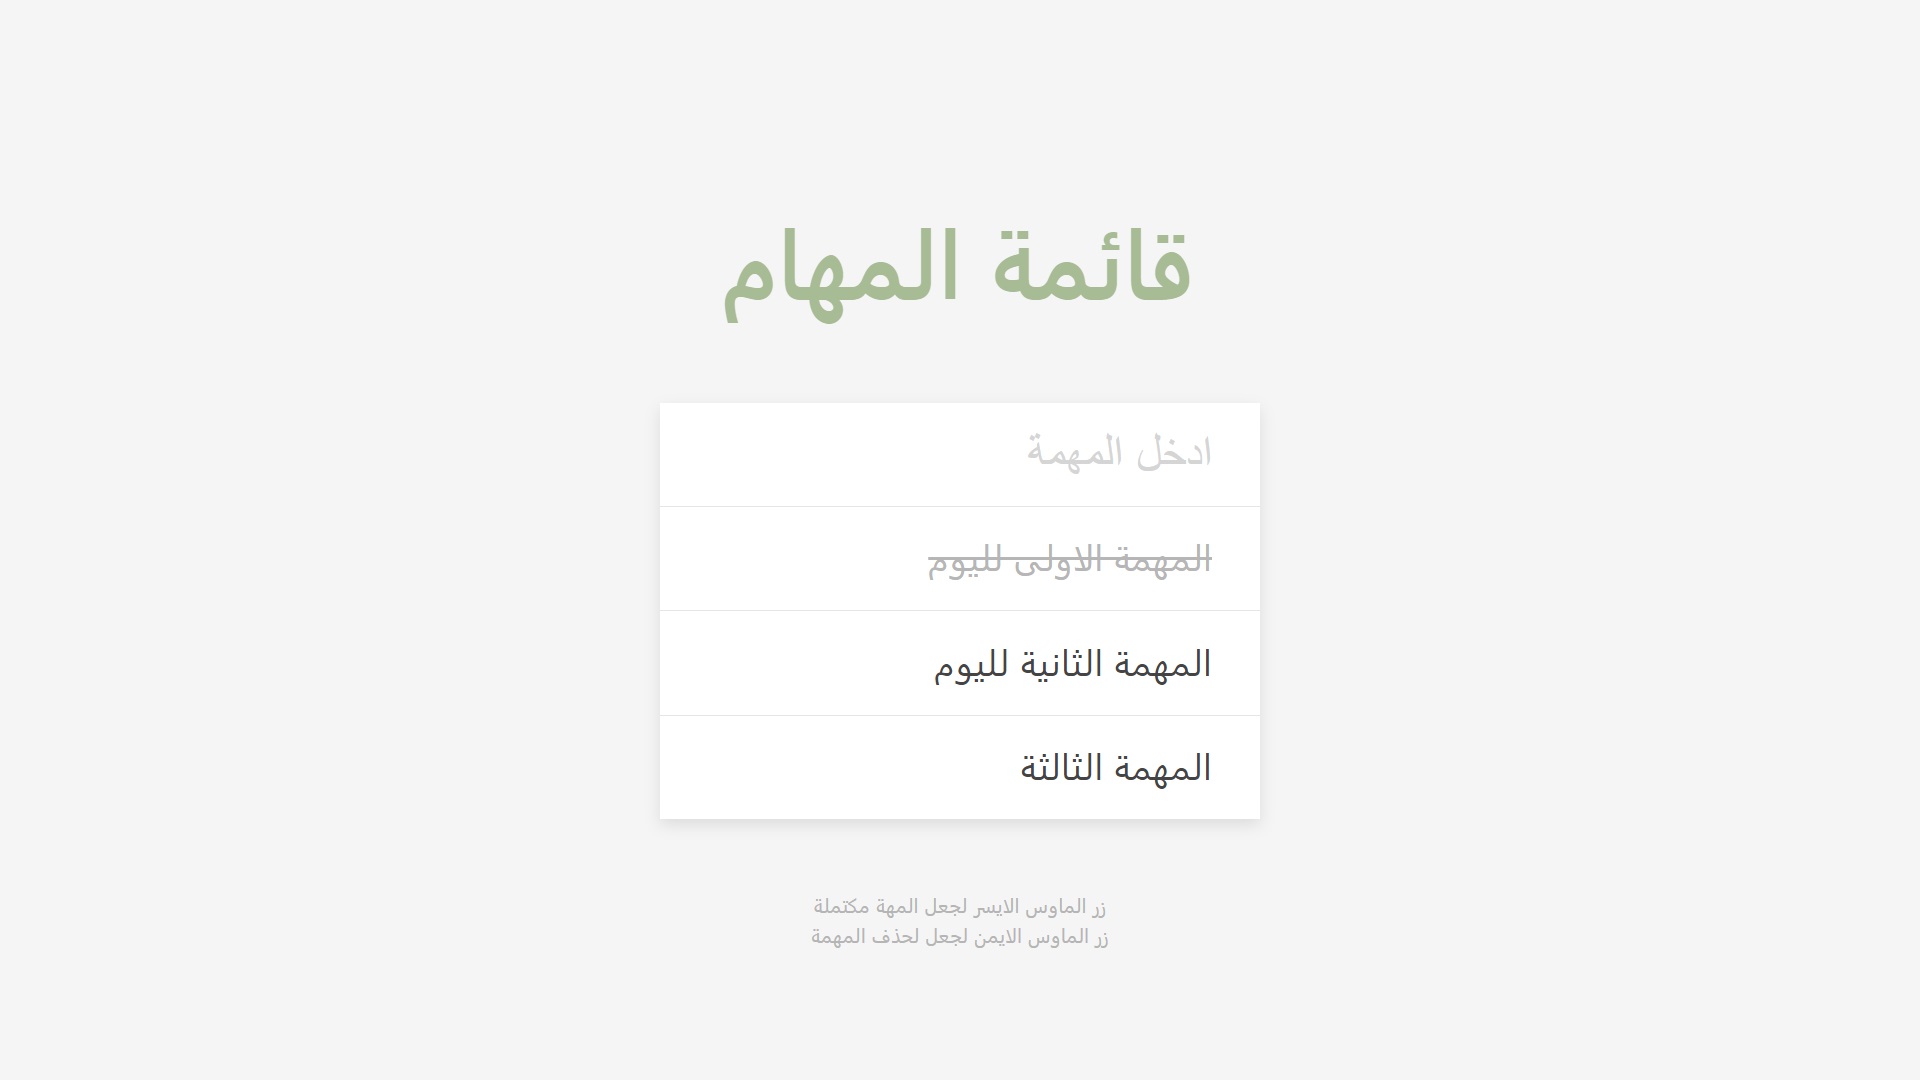 قائمة المهام
ادخل المهمة
المهمة الاولى لليوم
المهمة الثانية لليوم
المهمة الثالثة
زر الماوس الايسر لجعل المهة مكتملة
زر الماوس الايمن لجعل لحذف المهمة